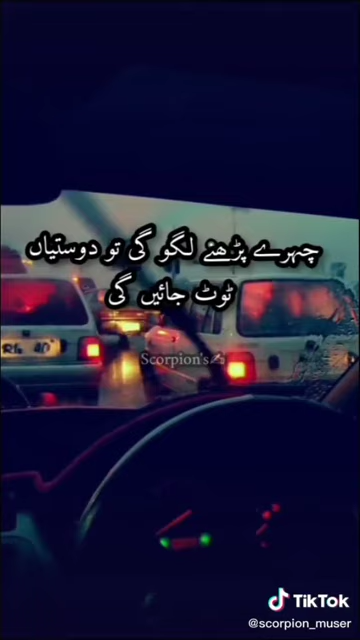 چہرے پڑھنے لگو گی تو دوستیاں
ٹوٹ جائیں گی
Scorpion's
TikTok
@scorpion_muser